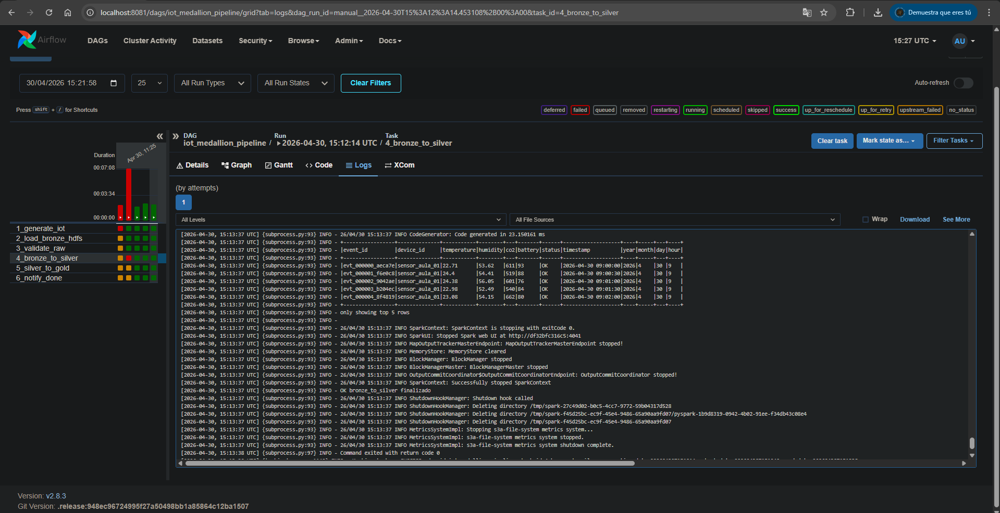 localhost:8081/dags/iot_medallion_pipeline/grid?tab=logs&dag_run_id=manual__2026-04-30T15%3A12%3A14.453108%2B00%3A00&task_id=4_bronze_to_silver
Demuestra que eres tú
Airflow DAGs Cluster Activity Datasets Security Browse Admin Docs 15:27 UTC AU
30/04/2026 15:21:58 25 All Run Types All Run States Clear Filters Auto-refresh
Press shift + / for Shortcuts deferred failed queued removed restarting running scheduled skipped success up_for_reschedule up_for_retry upstream_failed no_status
DAG Run Task
iot_medallion_pipeline / 2026-04-30, 15:12:14 UTC / 4_bronze_to_silver
Clear task Mark state as... Filter Tasks
Apr 30, 11:25
Duration
00:07:08
00:03:34
00:00:00
1_generate_iot
2_load_bronze_hdfs
3_validate_raw
4_bronze_to_silver
5_silver_to_gold
6_notify_done
Details Graph Gantt Code Logs XCom
(by attempts)
1
All Levels All File Sources Wrap Download See More
[2026-04-30, 15:13:37 UTC] {subprocess.py:93} INFO - 26/04/30 15:13:37 INFO CodeGenerator: Code generated in 23.150161 ms
[2026-04-30, 15:13:37 UTC] {subprocess.py:93} INFO - +-----------------+--------------+-----------+--------+---+-------+------+-------------------+----+-----+---+----+
[2026-04-30, 15:13:37 UTC] {subprocess.py:93} INFO - |event_id         |device_id     |temperature|humidity|co2|battery|status|timestamp          |year|month|day|hour|
[2026-04-30, 15:13:37 UTC] {subprocess.py:93} INFO - +-----------------+--------------+-----------+--------+---+-------+------+-------------------+----+-----+---+----+
[2026-04-30, 15:13:37 UTC] {subprocess.py:93} INFO - |evt_000000_aeca7e|sensor_aula_01|22.71      |53.62   |611|93     |OK    |2026-04-30 09:00:00|2026|4    |30 |9   |
[2026-04-30, 15:13:37 UTC] {subprocess.py:93} INFO - |evt_000001_f6e0c8|sensor_aula_01|24.4       |54.41   |519|88     |OK    |2026-04-30 09:00:30|2026|4    |30 |9   |
[2026-04-30, 15:13:37 UTC] {subprocess.py:93} INFO - |evt_000002_9042ae|sensor_aula_01|24.38      |56.05   |601|76     |OK    |2026-04-30 09:01:00|2026|4    |30 |9   |
[2026-04-30, 15:13:37 UTC] {subprocess.py:93} INFO - |evt_000003_b204ec|sensor_aula_01|22.98      |52.49   |540|84     |OK    |2026-04-30 09:01:30|2026|4    |30 |9   |
[2026-04-30, 15:13:37 UTC] {subprocess.py:93} INFO - |evt_000004_8f4819|sensor_aula_01|23.08      |54.15   |662|80     |OK    |2026-04-30 09:02:00|2026|4    |30 |9   |
[2026-04-30, 15:13:37 UTC] {subprocess.py:93} INFO - +-----------------+--------------+-----------+--------+---+-------+------+-------------------+----+-----+---+----+
[2026-04-30, 15:13:37 UTC] {subprocess.py:93} INFO - only showing top 5 rows
[2026-04-30, 15:13:37 UTC] {subprocess.py:93} INFO -
[2026-04-30, 15:13:37 UTC] {subprocess.py:93} INFO - 26/04/30 15:13:37 INFO SparkContext: SparkContext is stopping with exitCode 0.
[2026-04-30, 15:13:37 UTC] {subprocess.py:93} INFO - 26/04/30 15:13:37 INFO SparkUI: Stopped Spark web UI at http://df32bfc316c5:4041
[2026-04-30, 15:13:37 UTC] {subprocess.py:93} INFO - 26/04/30 15:13:37 INFO MapOutputTrackerMasterEndpoint: MapOutputTrackerMasterEndpoint stopped!
[2026-04-30, 15:13:37 UTC] {subprocess.py:93} INFO - 26/04/30 15:13:37 INFO MemoryStore: MemoryStore cleared
[2026-04-30, 15:13:37 UTC] {subprocess.py:93} INFO - 26/04/30 15:13:37 INFO BlockManager: BlockManager stopped
[2026-04-30, 15:13:37 UTC] {subprocess.py:93} INFO - 26/04/30 15:13:37 INFO BlockManagerMaster: BlockManagerMaster stopped
[2026-04-30, 15:13:37 UTC] {subprocess.py:93} INFO - 26/04/30 15:13:37 INFO OutputCommitCoordinator$OutputCommitCoordinatorEndpoint: OutputCommitCoordinator stopped!
[2026-04-30, 15:13:37 UTC] {subprocess.py:93} INFO - 26/04/30 15:13:37 INFO SparkContext: Successfully stopped SparkContext
[2026-04-30, 15:13:37 UTC] {subprocess.py:93} INFO - OK bronze_to_silver finalizado
[2026-04-30, 15:13:37 UTC] {subprocess.py:93} INFO - 26/04/30 15:13:37 INFO ShutdownHookManager: Shutdown hook called
[2026-04-30, 15:13:37 UTC] {subprocess.py:93} INFO - 26/04/30 15:13:37 INFO ShutdownHookManager: Deleting directory /tmp/spark-27c49d02-b0c5-4cc7-9772-59b04317d528
[2026-04-30, 15:13:37 UTC] {subprocess.py:93} INFO - 26/04/30 15:13:37 INFO ShutdownHookManager: Deleting directory /tmp/spark-f45d25bc-ec9f-45e4-9486-65a90aa9fd07/pyspark-1b9d8319-0942-4b02-91ee-f34db43c08e4
[2026-04-30, 15:13:37 UTC] {subprocess.py:93} INFO - 26/04/30 15:13:37 INFO ShutdownHookManager: Deleting directory /tmp/spark-f45d25bc-ec9f-45e4-9486-65a90aa9fd07
[2026-04-30, 15:13:37 UTC] {subprocess.py:93} INFO - 26/04/30 15:13:37 INFO MetricsSystemImpl: Stopping s3a-file-system metrics system...
[2026-04-30, 15:13:37 UTC] {subprocess.py:93} INFO - 26/04/30 15:13:37 INFO MetricsSystemImpl: s3a-file-system metrics system stopped.
[2026-04-30, 15:13:37 UTC] {subprocess.py:93} INFO - 26/04/30 15:13:37 INFO MetricsSystemImpl: s3a-file-system metrics system shutdown complete.
[2026-04-30, 15:13:38 UTC] {subprocess.py:97} INFO - Command exited with return code 0
Version: v2.8.3
Git Version: .release:948ec96724995f27a50498bb1a85864c12ba1507